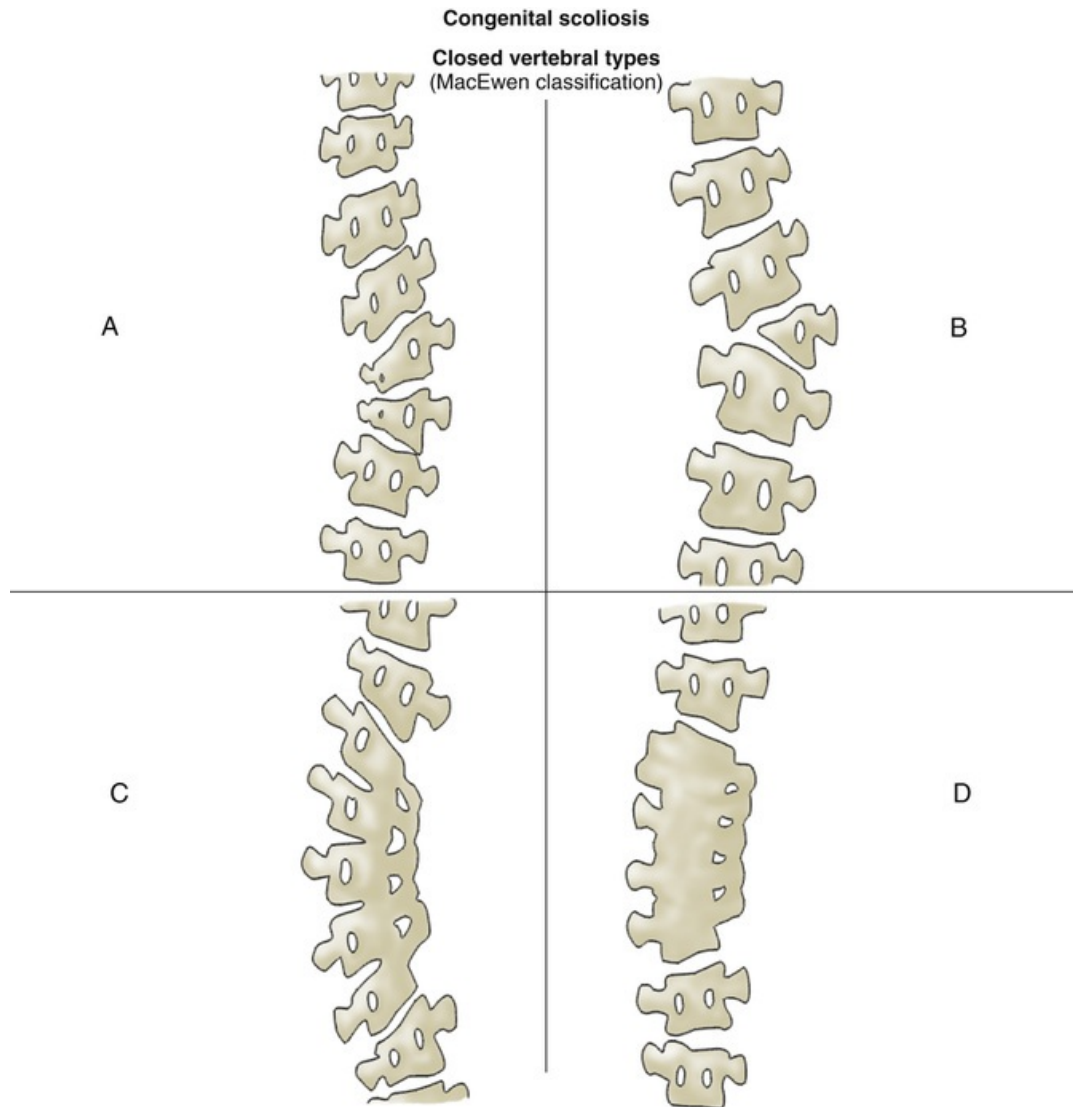 Congenital scoliosis
Closed vertebral types
(MacEwen classification)
A
B
C
D